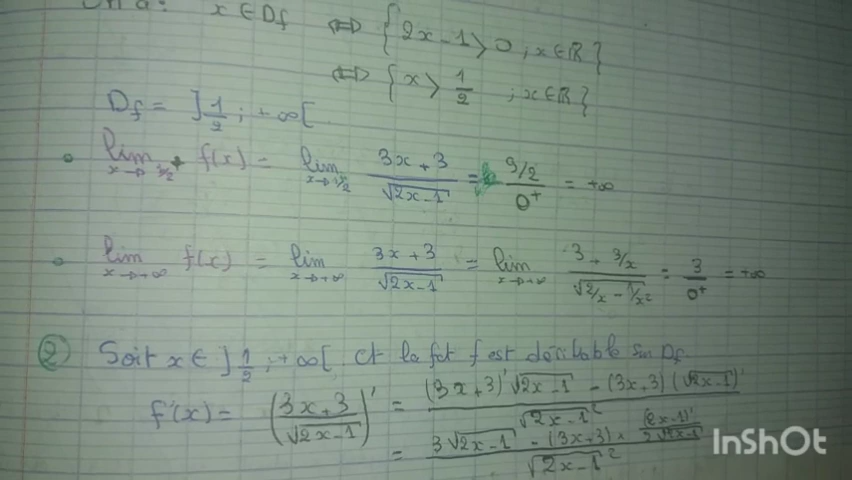 On a: x ∈ Df ⟺ {2x-1>0 ; x∈ℝ}
⟺ {x > 1/2 ; x∈ℝ}
Df = ]1/2 ; +∞[
• lim x→1/2+ f(x) = lim x→1/2 (3x+3)/√(2x-1) = (9/2)/0⁺ = +∞
• lim x→+∞ f(x) = lim x→+∞ (3x+3)/√(2x-1) = lim x→+∞ (3+3/x)/√(2/x-1/x²) = 3/0⁺ = +∞
② Soit x∈]1/2 ; +∞[ et la fct f est dérivable sur Df
f'(x) = ((3x+3)/√(2x-1))' = ((3x+3)'√(2x-1) - (3x+3)(√(2x-1))')/√(2x-1)²
= (3√(2x-1) - (3x+3) × (2x-1)'/(2√(2x-1)))/√(2x-1)²
InShOt